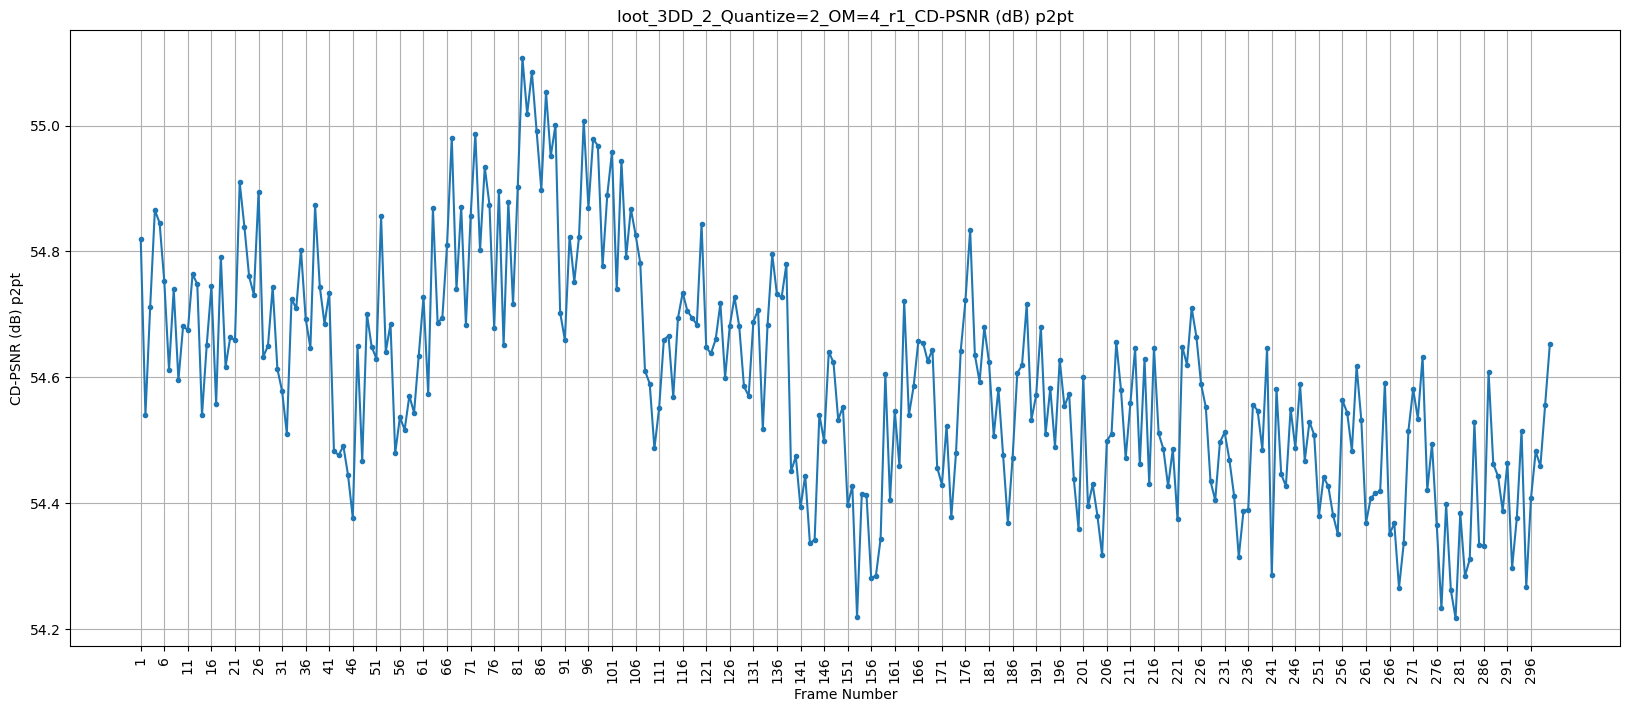 loot_3DD_2_Quantize=2_OM=4_r1_CD-PSNR (dB) p2pt
CD-PSNR (dB) p2pt
55.0
54.8
54.6
54.4
54.2
1 6 11 16 21 26 31 36 41 46 51 56 61 66 71 76 81 86 91 96 101 106 111 116 121 126 131 136 141 146 151 156 161 166 171 176 181 186 191 196 201 206 211 216 221 226 231 236 241 246 251 256 261 266 271 276 281 286 291 296
Frame Number